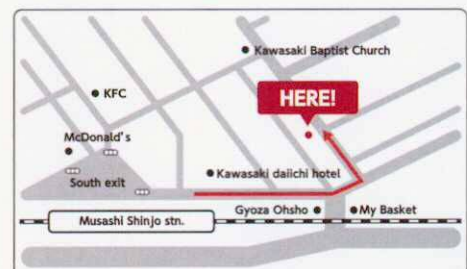 Kawasaki Baptist Church
KFC
HERE!
McDonald's
South exit
Kawasaki daiichi hotel
Gyoza Ohsho
My Basket
Musashi Shinjo stn.